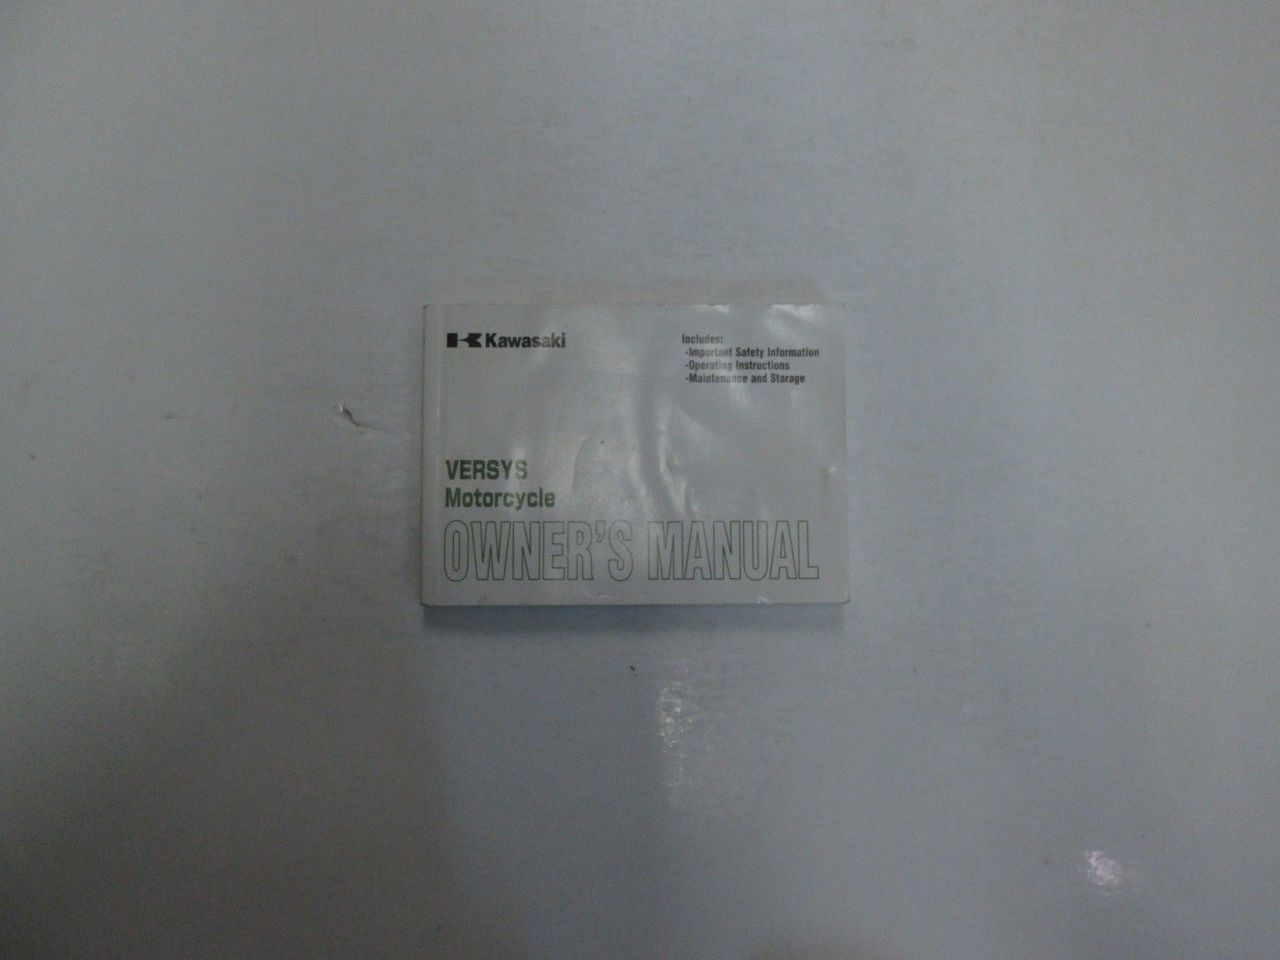 Kawasaki
Includes:
-Important Safety Information
-Operating Instructions
-Maintenance and Storage
VERSYS
Motorcycle
OWNER'S MANUAL